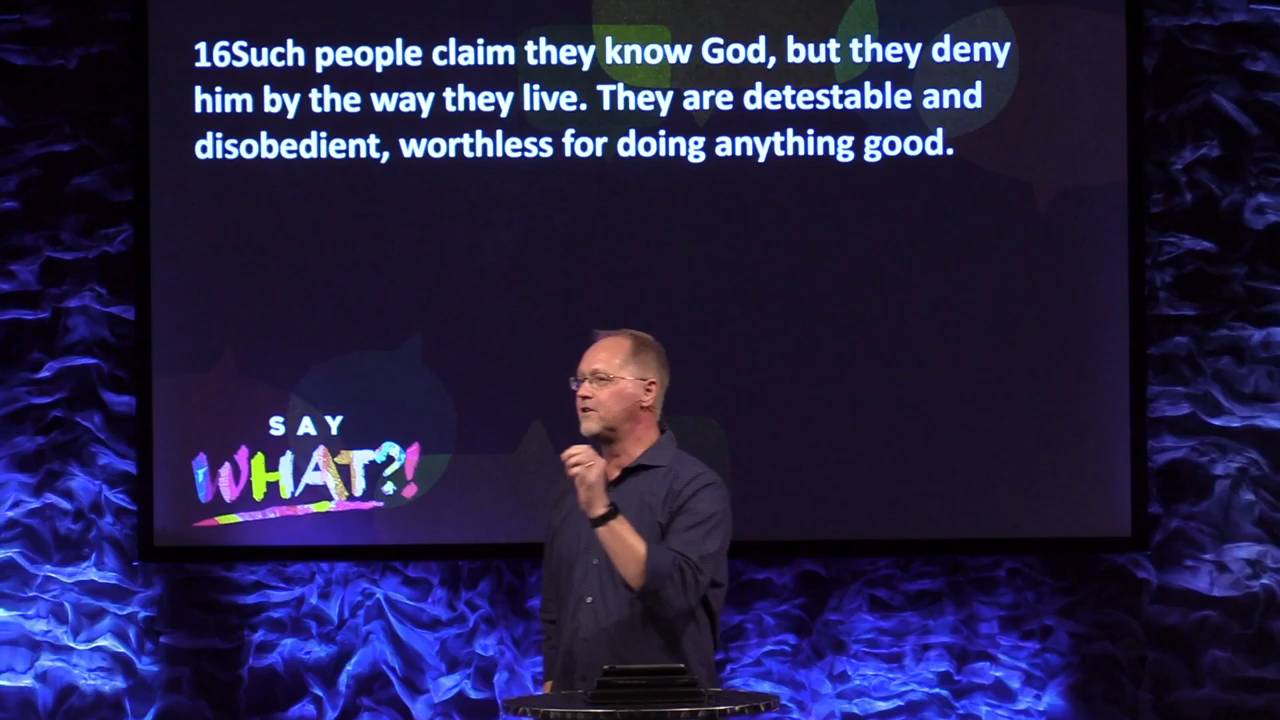 16Such people claim they know God, but they deny
him by the way they live. They are detestable and
disobedient, worthless for doing anything good.
SAY
WHAT?!